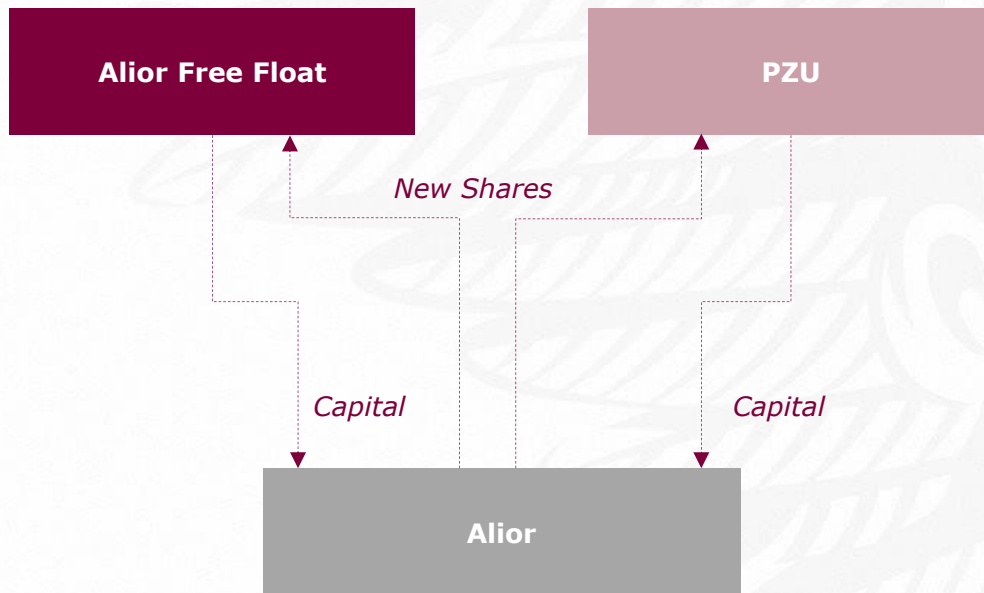 Alior Free Float
PZU
New Shares
Capital
Capital
Alior